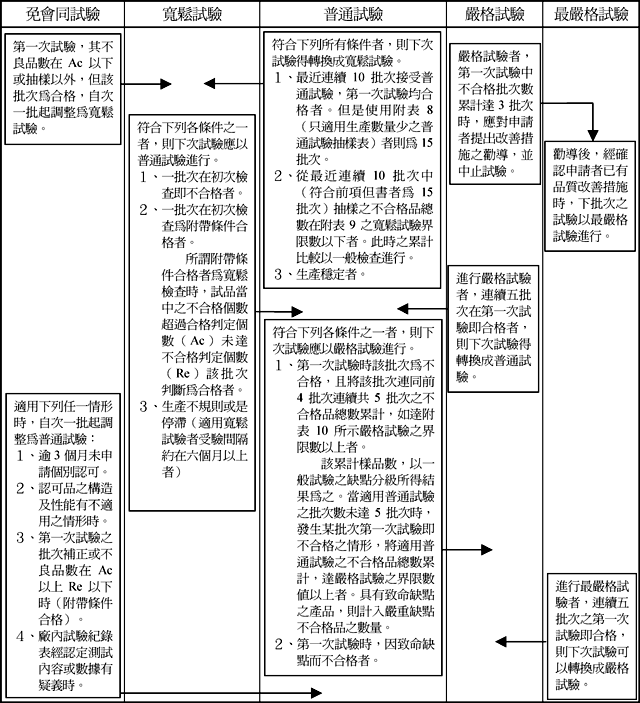 免會同試驗
寬鬆試驗
普通試驗
嚴格試驗
最嚴格試驗
第一次試驗，其不
良品數在 Ac 以下
或抽樣以外，但該
批次爲合格，自次
一批起調整爲寬鬆
試驗。
適用下列任一情形
時，自次一批起調
整爲普通試驗：
1、逾 3 個月未申
請個別認可。
2、認可品之構造
及性能有不適
用之情形時。
3、第一次試驗之
批次補正或不
良品數在 Ac
以上 Re 以下
時（附帶條件
合格）。
4、廠內試驗紀錄
表經認定測試
內容或數據有
疑義時。
符合下列各條件之一
者，則下次試驗應以
普通試驗進行。
1、一批次在初次檢
查即不合格者。
2、一批次在初次檢
查爲附帶條件合
格者。
所謂附帶條
件合格者爲寬鬆
檢查時，試品當
中之不合格個數
超過合格判定個
數（Ac）未達
不合格判定個數
（Re）該批次
判斷爲合格者。
3、生產不規則或是
停滯（適用寬鬆
試驗者受驗間隔
約在六個月以上
者）
符合下列所有條件者，則下次
試驗得轉換成寬鬆試驗。
1、最近連續 10 批次接受普
通試驗，第一次試驗均合
格者。但是使用附表 8
（只適用生產數量少之普
通試驗抽樣表）者則爲 15
批次。
2、從最近連續 10 批次中
（符合前項但書者爲 15
批次）抽樣之不合格品總
數在附表 9 之寬鬆試驗界
限數以下者。此時之累計
比較以一般檢查進行。
3、生產穩定者。
符合下列各條件之一者，則下
次試驗應以嚴格試驗進行。
1、第一次試驗時該批次爲不
合格，且將該批次連同前
4 批次連續共 5 批次之不
合格品總數累計，如達附
表 10 所示嚴格試驗之界
限數以上者。
該累計樣品數，以一
般試驗之缺點分級所得結
果爲之。當適用普通試驗
之批次數未達 5 批次時，
發生某批次第一次試驗即
不合格之情形，將適用普
通試驗之不合格品總數累
計，達嚴格試驗之界限數
値以上者。具有致命缺點
之產品，則計入嚴重缺點
不合格品之數量。
2、第一次試驗時，因致命缺
點而不合格者。
嚴格試驗者，
第一次試驗中
不合格批次數
累計達 3 批次
時，應對申請
者提出改善措
施之勸導，並
中止試驗。
進行嚴格試驗
者，連續五批
次在第一次試
驗即合格者，
則下次試驗得
轉換成普通試
驗。
勸導後，經確
認申請者已有
品質改善措施
時，下批次之
試驗以最嚴格
試驗進行。
進行最嚴格試
驗者，連續五
批次之第一次
試驗即合格，
則下次試驗可
以轉換成嚴格
試驗。